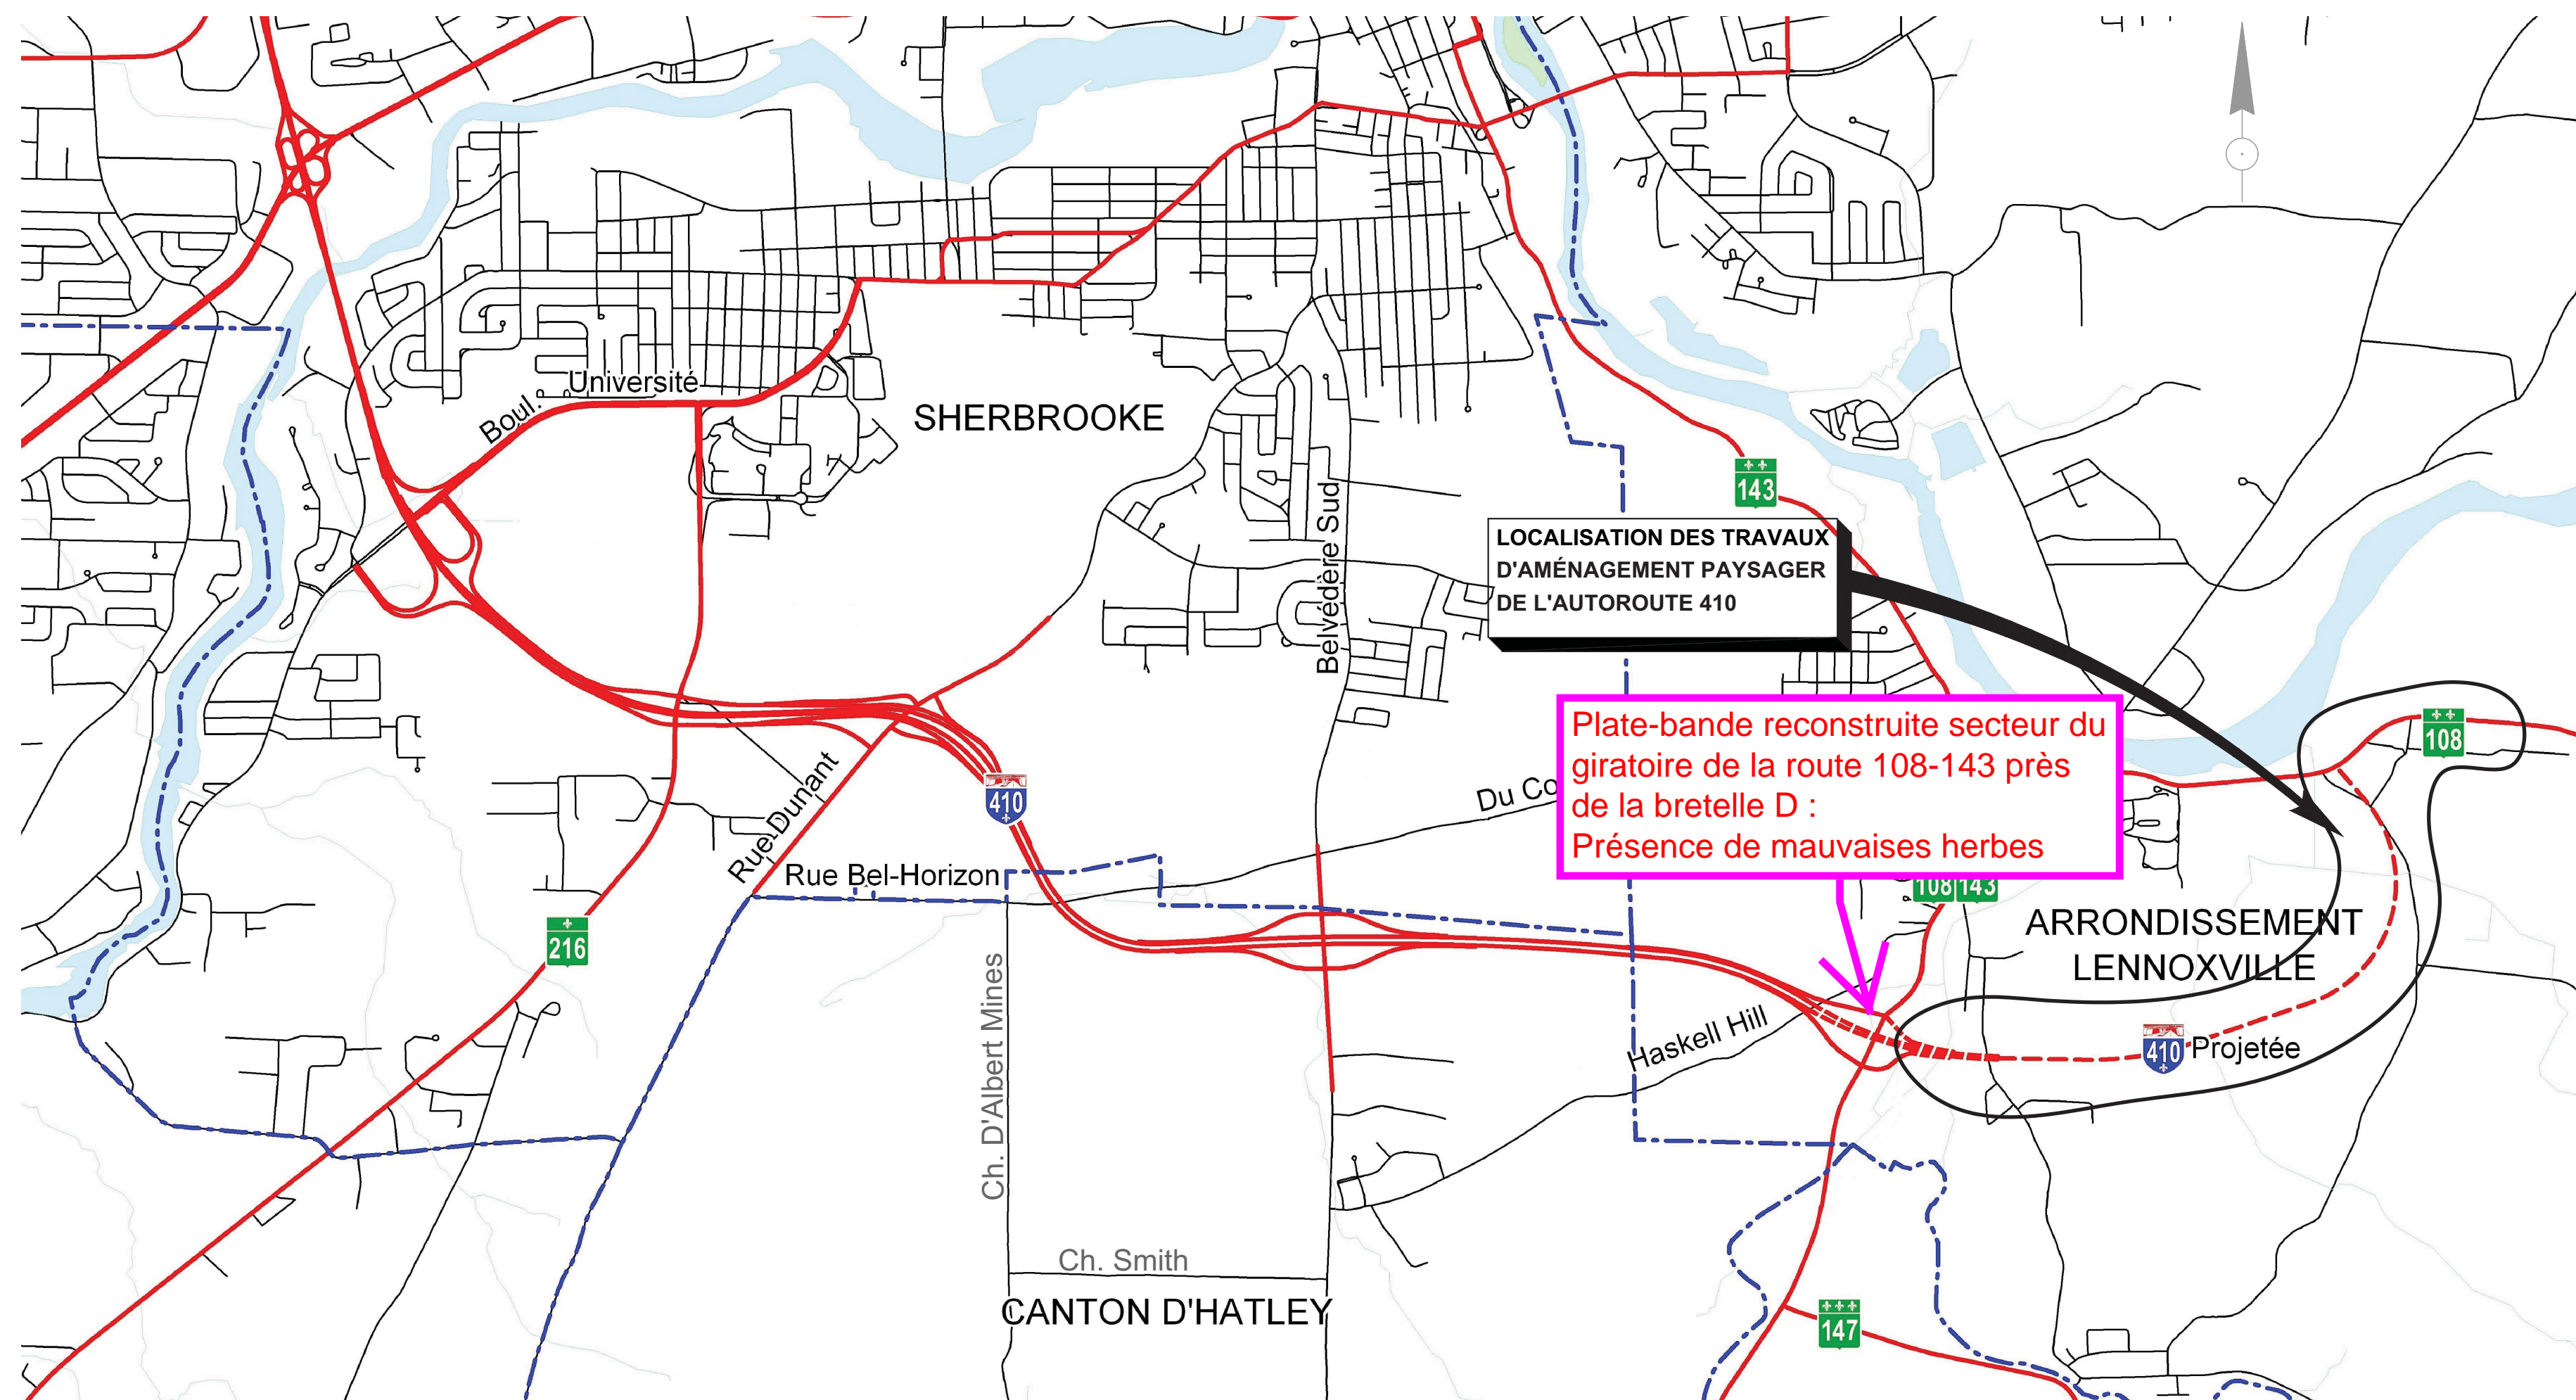 Boul. Université
SHERBROOKE
Belvédère Sud
143
LOCALISATION DES TRAVAUX
D'AMÉNAGEMENT PAYSAGER
DE L'AUTOROUTE 410
Plate-bande reconstruite secteur du
giratoire de la route 108-143 près
de la bretelle D :
Présence de mauvaises herbes
108
Rue Dunant
410
Du Co
Rue Bel-Horizon
108 143
216
ARRONDISSEMENT
LENNOXVILLE
Ch. D'Albert Mines
Haskell Hill
410 Projetée
Ch. Smith
CANTON D'HATLEY
147